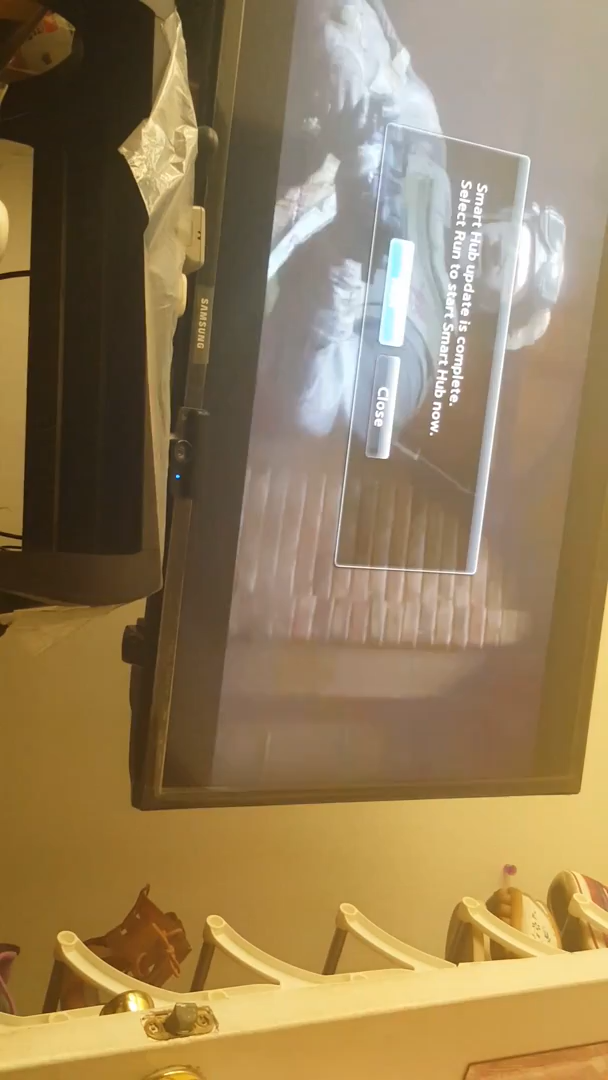 Smart Hub update is complete.
Select Run to start Smart Hub now.
Close
SAMSUNG